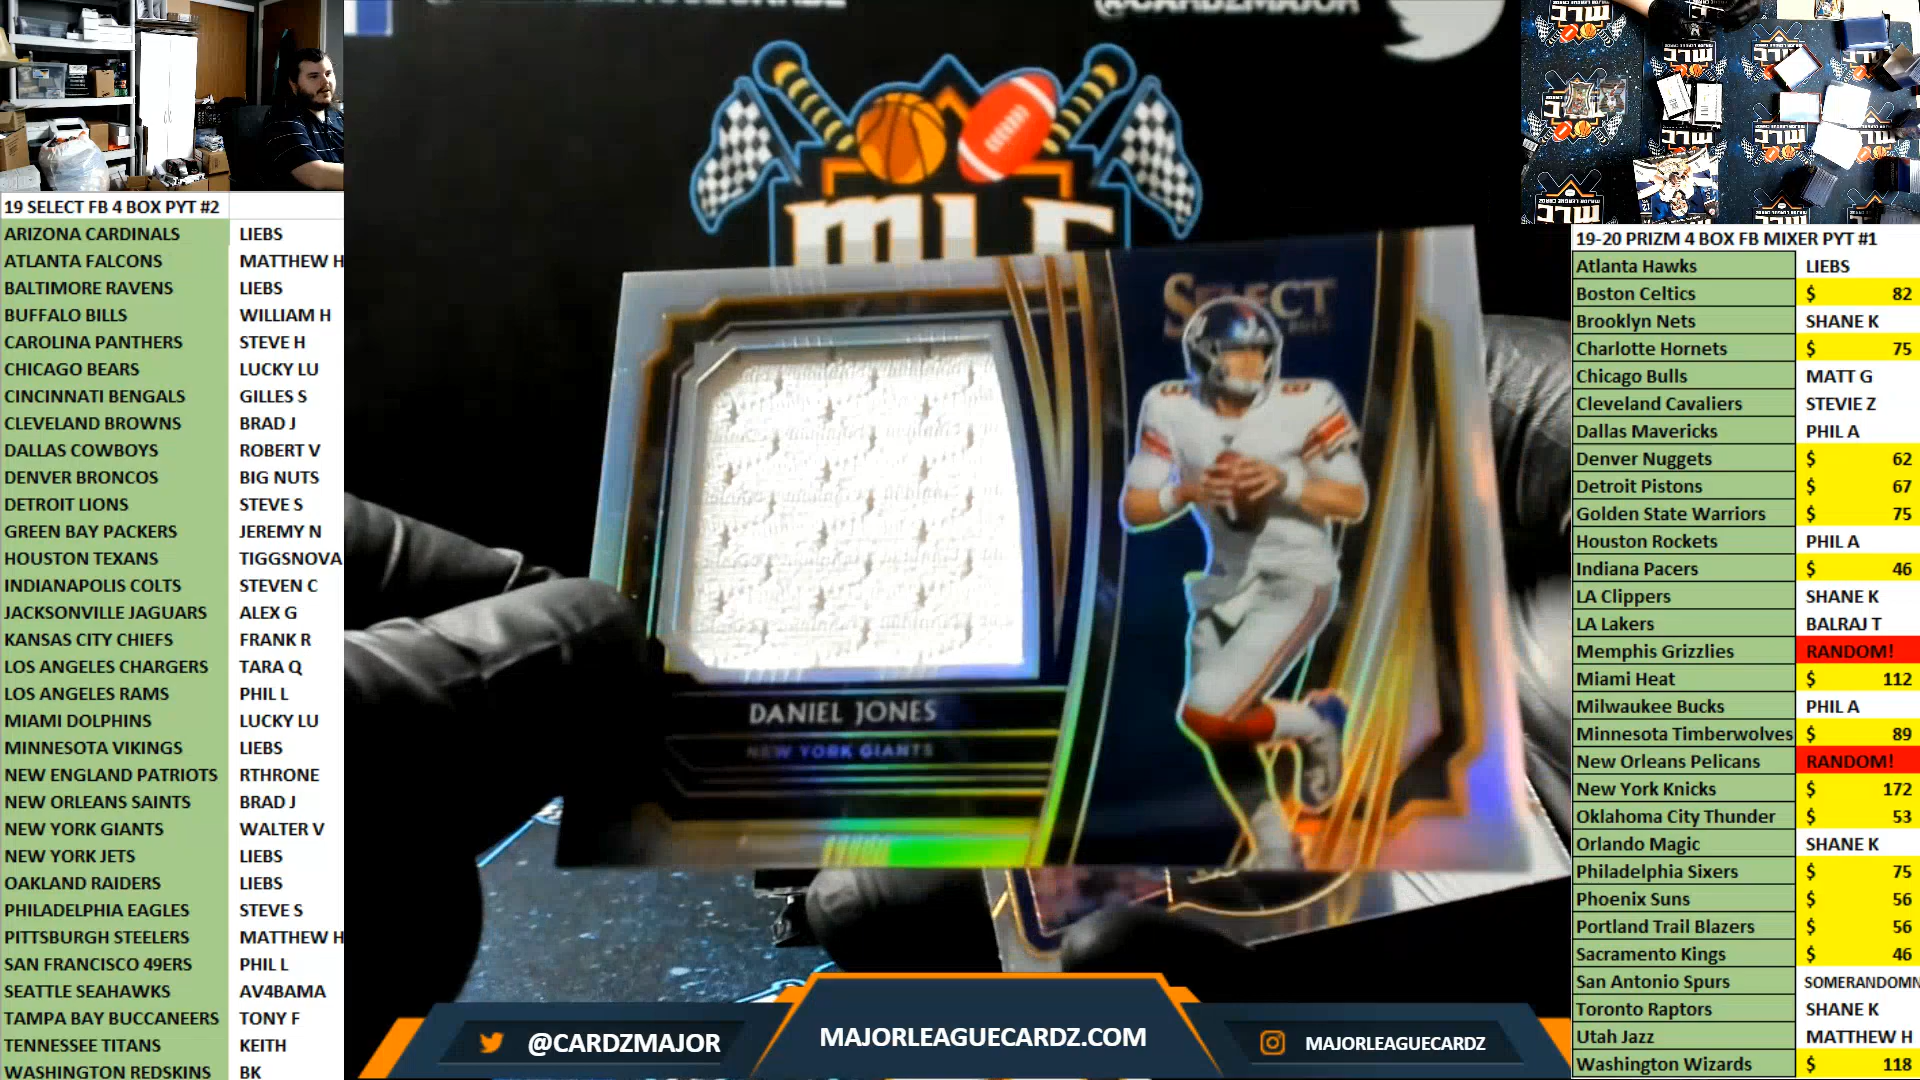 19 SELECT FB 4 BOX PYT #2
ARIZONA CARDINALS LIEBS
ATLANTA FALCONS MATTHEW H
BALTIMORE RAVENS LIEBS
BUFFALO BILLS WILLIAM H
CAROLINA PANTHERS STEVE H
CHICAGO BEARS LUCKY LU
CINCINNATI BENGALS GILLES S
CLEVELAND BROWNS BRAD J
DALLAS COWBOYS ROBERT V
DENVER BRONCOS BIG NUTS
DETROIT LIONS STEVE S
GREEN BAY PACKERS JEREMY N
HOUSTON TEXANS TIGGSNOVA
INDIANAPOLIS COLTS STEVEN C
JACKSONVILLE JAGUARS ALEX G
KANSAS CITY CHIEFS FRANK R
LOS ANGELES CHARGERS TARA Q
LOS ANGELES RAMS PHIL L
MIAMI DOLPHINS LUCKY LU
MINNESOTA VIKINGS LIEBS
NEW ENGLAND PATRIOTS RTHRONE
NEW ORLEANS SAINTS BRAD J
NEW YORK GIANTS WALTER V
NEW YORK JETS LIEBS
OAKLAND RAIDERS LIEBS
PHILADELPHIA EAGLES STEVE S
PITTSBURGH STEELERS MATTHEW H
SAN FRANCISCO 49ERS PHIL L
SEATTLE SEAHAWKS AV4BAMA
TAMPA BAY BUCCANEERS TONY F
TENNESSEE TITANS KEITH
WASHINGTON REDSKINS BK
@CARDZMAJOR
MLC
SELECT
DANIEL JONES
NEW YORK GIANTS
@CARDZMAJOR
MAJORLEAGUECARDZ.COM
MAJORLEAGUECARDZ
19-20 PRIZM 4 BOX FB MIXER PYT #1
Atlanta Hawks LIEBS
Boston Celtics $ 82
Brooklyn Nets SHANE K
Charlotte Hornets $ 75
Chicago Bulls MATT G
Cleveland Cavaliers STEVIE Z
Dallas Mavericks PHIL A
Denver Nuggets $ 62
Detroit Pistons $ 67
Golden State Warriors $ 75
Houston Rockets PHIL A
Indiana Pacers $ 46
LA Clippers SHANE K
LA Lakers BALRAJ T
Memphis Grizzlies RANDOM!
Miami Heat $ 112
Milwaukee Bucks PHIL A
Minnesota Timberwolves $ 89
New Orleans Pelicans RANDOM!
New York Knicks $ 172
Oklahoma City Thunder $ 53
Orlando Magic SHANE K
Philadelphia Sixers $ 75
Phoenix Suns $ 56
Portland Trail Blazers $ 56
Sacramento Kings $ 46
San Antonio Spurs SOMERANDOMN
Toronto Raptors SHANE K
Utah Jazz MATTHEW H
Washington Wizards $ 118